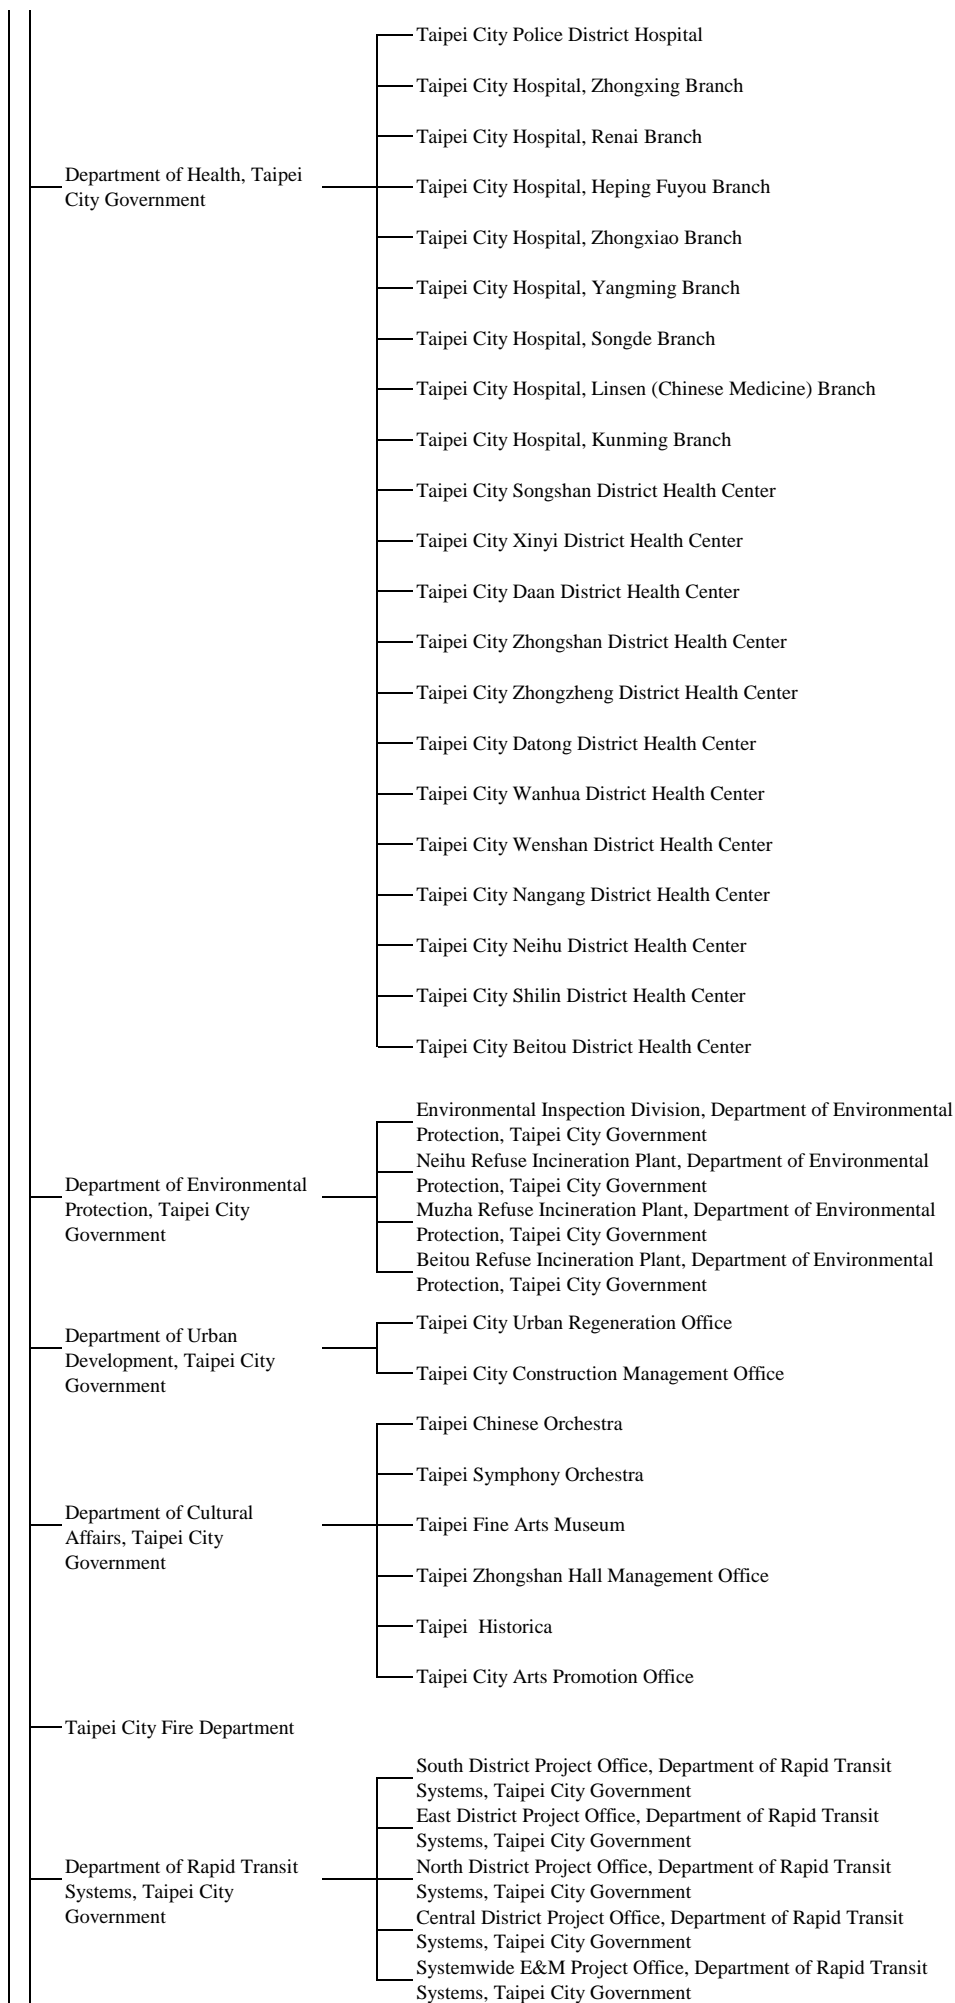 Taipei City Police District Hospital
Taipei City Hospital, Zhongxing Branch
Taipei City Hospital, Renai Branch
Department of Health, Taipei
City Government
Taipei City Hospital, Heping Fuyou Branch
Taipei City Hospital, Zhongxiao Branch
Taipei City Hospital, Yangming Branch
Taipei City Hospital, Songde Branch
Taipei City Hospital, Linsen (Chinese Medicine) Branch
Taipei City Hospital, Kunming Branch
Taipei City Songshan District Health Center
Taipei City Xinyi District Health Center
Taipei City Daan District Health Center
Taipei City Zhongshan District Health Center
Taipei City Zhongzheng District Health Center
Taipei City Datong District Health Center
Taipei City Wanhua District Health Center
Taipei City Wenshan District Health Center
Taipei City Nangang District Health Center
Taipei City Neihu District Health Center
Taipei City Shilin District Health Center
Taipei City Beitou District Health Center
Department of Environmental
Protection, Taipei City
Government
Environmental Inspection Division, Department of Environmental
Protection, Taipei City Government
Neihu Refuse Incineration Plant, Department of Environmental
Protection, Taipei City Government
Muzha Refuse Incineration Plant, Department of Environmental
Protection, Taipei City Government
Beitou Refuse Incineration Plant, Department of Environmental
Protection, Taipei City Government
Department of Urban
Development, Taipei City
Government
Taipei City Urban Regeneration Office
Taipei City Construction Management Office
Department of Cultural
Affairs, Taipei City
Government
Taipei Chinese Orchestra
Taipei Symphony Orchestra
Taipei Fine Arts Museum
Taipei Zhongshan Hall Management Office
Taipei  Historica
Taipei City Arts Promotion Office
Taipei City Fire Department
Department of Rapid Transit
Systems, Taipei City
Government
South District Project Office, Department of Rapid Transit
Systems, Taipei City Government
East District Project Office, Department of Rapid Transit
Systems, Taipei City Government
North District Project Office, Department of Rapid Transit
Systems, Taipei City Government
Central District Project Office, Department of Rapid Transit
Systems, Taipei City Government
Systemwide E&M Project Office, Department of Rapid Transit
Systems, Taipei City Government